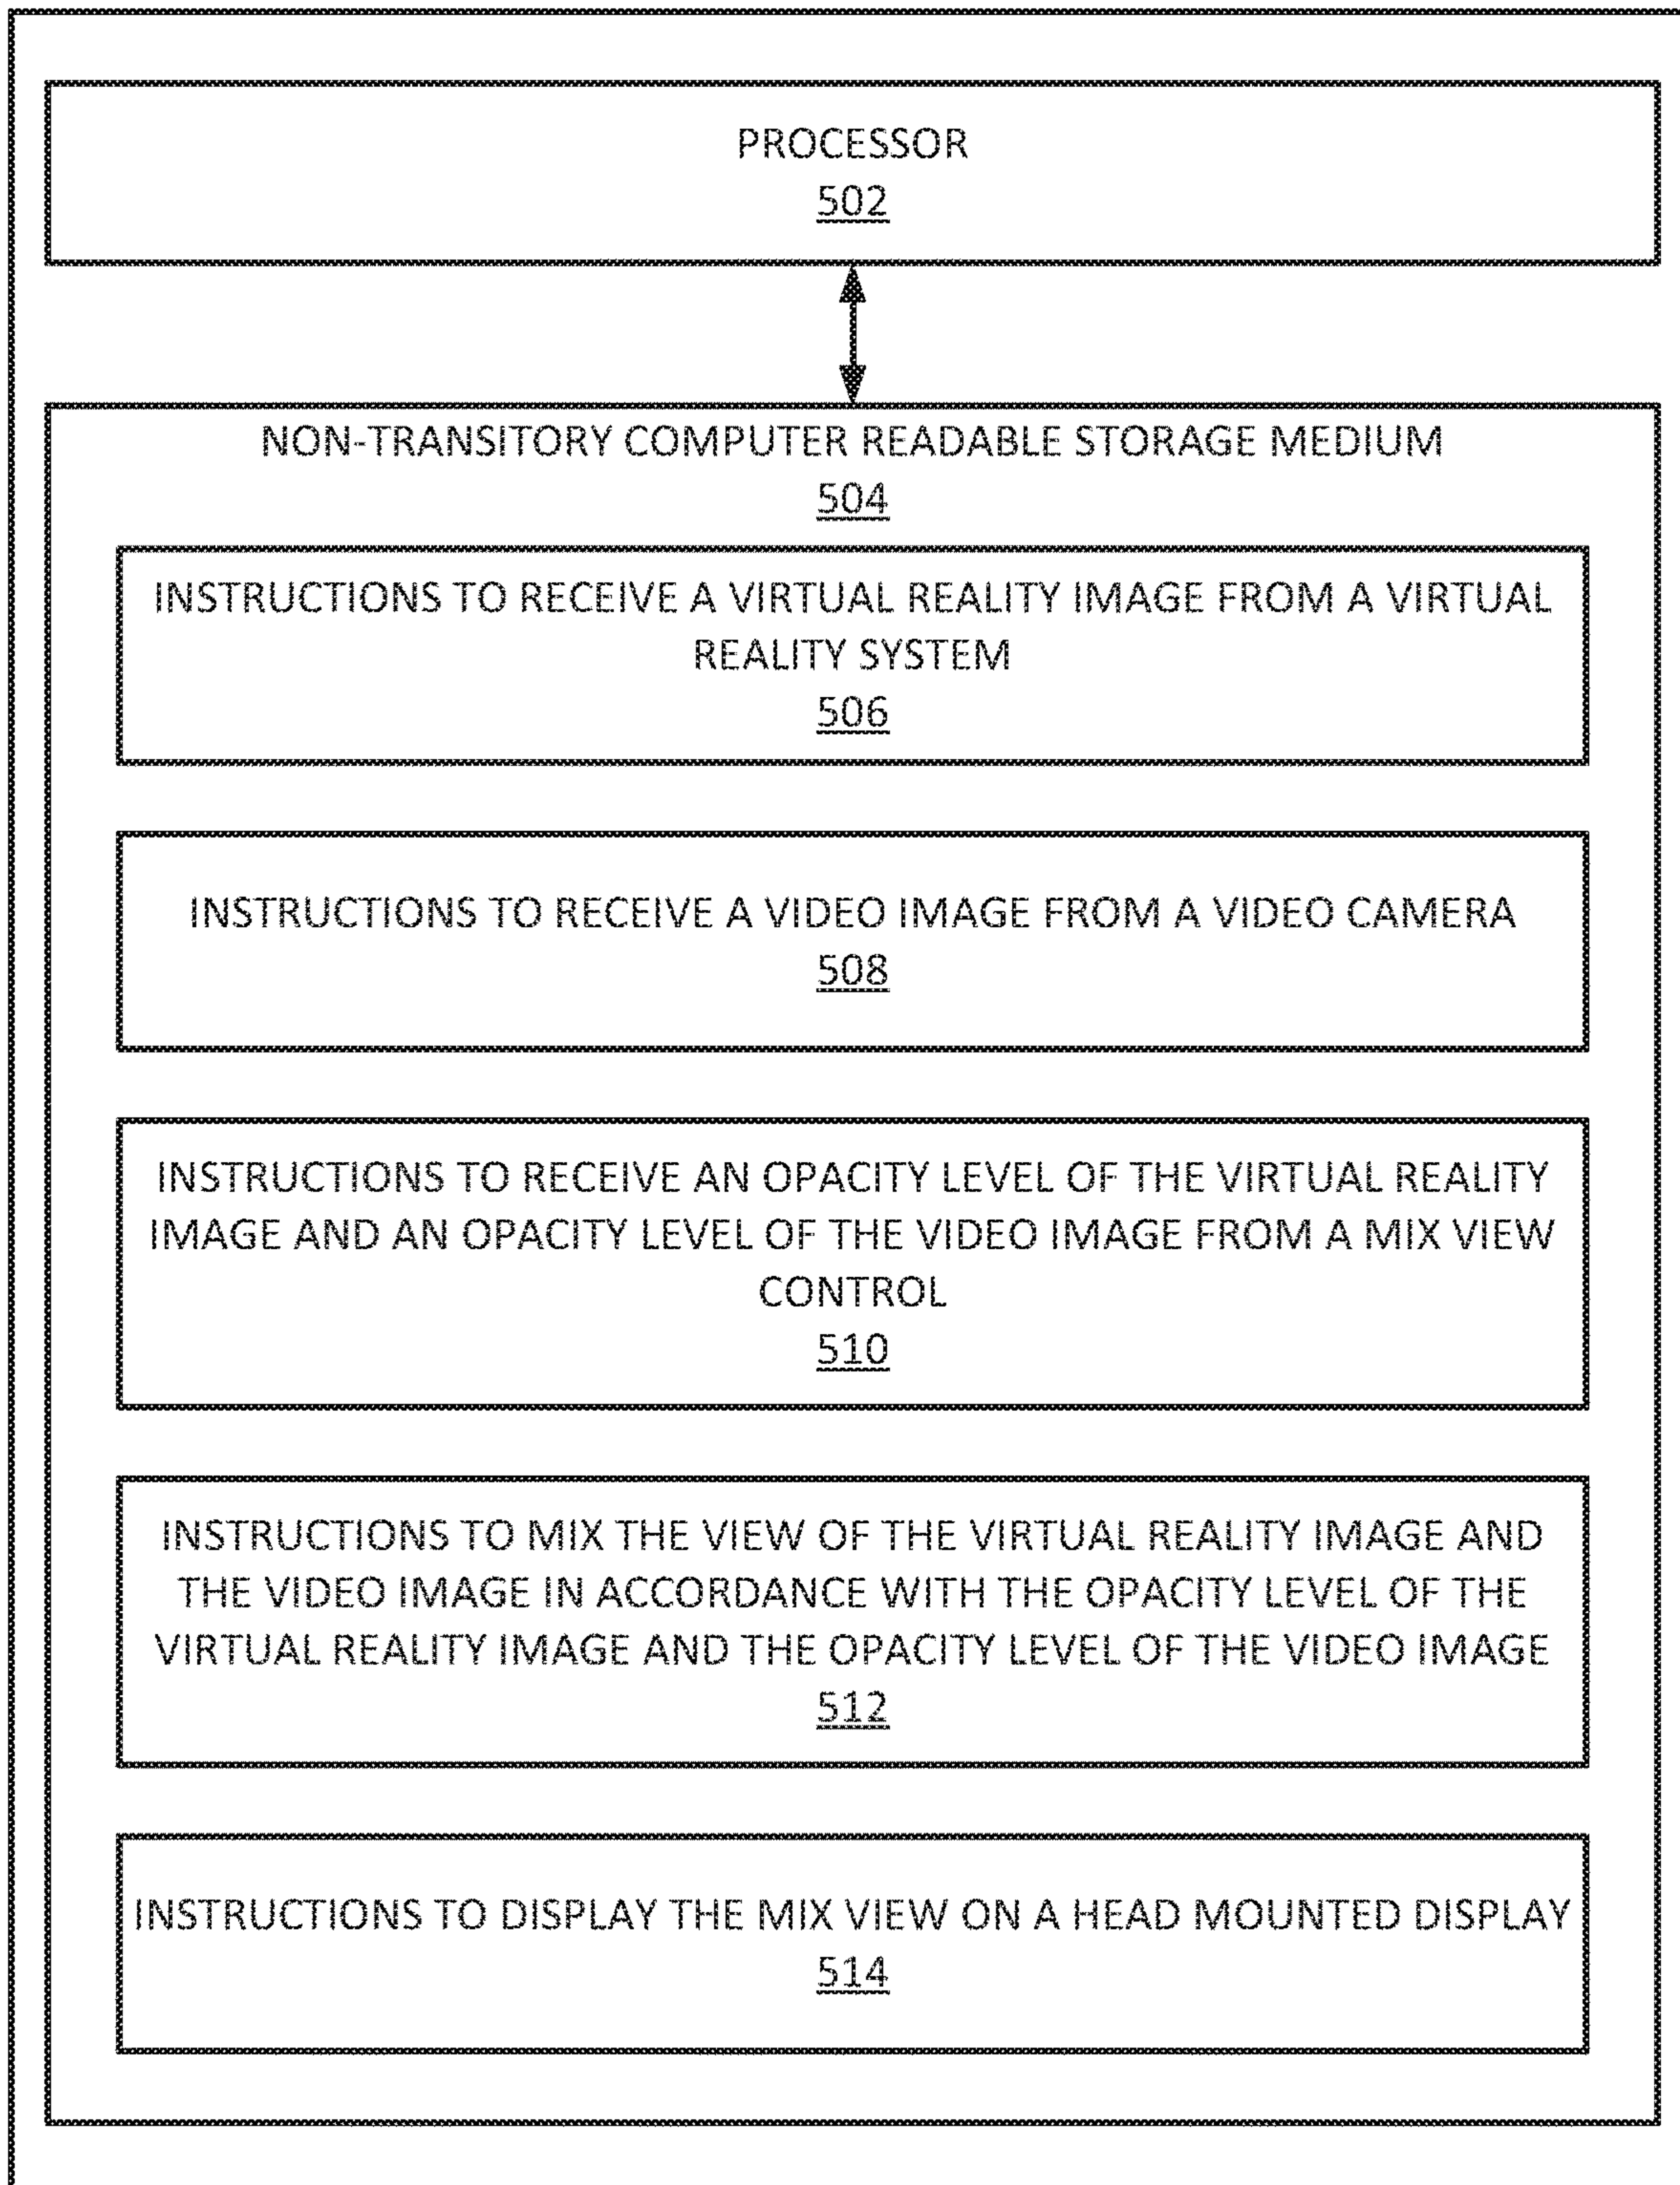 PROCESSOR
502
NON-TRANSITORY COMPUTER READABLE STORAGE MEDIUM
504
INSTRUCTIONS TO RECEIVE A VIRTUAL REALITY IMAGE FROM A VIRTUAL
REALITY SYSTEM
506
INSTRUCTIONS TO RECEIVE A VIDEO IMAGE FROM A VIDEO CAMERA
508
INSTRUCTIONS TO RECEIVE AN OPACITY LEVEL OF THE VIRTUAL REALITY
IMAGE AND AN OPACITY LEVEL OF THE VIDEO IMAGE FROM A MIX VIEW
CONTROL
510
INSTRUCTIONS TO MIX THE VIEW OF THE VIRTUAL REALITY IMAGE AND
THE VIDEO IMAGE IN ACCORDANCE WITH THE OPACITY LEVEL OF THE
VIRTUAL REALITY IMAGE AND THE OPACITY LEVEL OF THE VIDEO IMAGE
512
INSTRUCTIONS TO DISPLAY THE MIX VIEW ON A HEAD MOUNTED DISPLAY
514